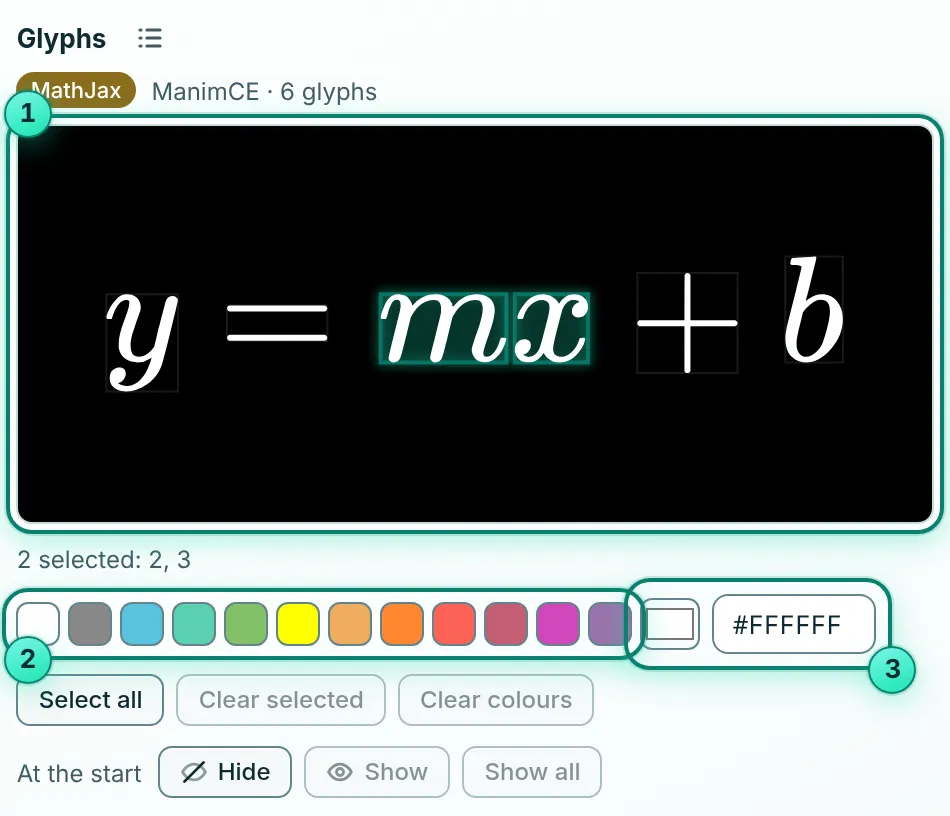 Glyphs
MathJax ManimCE · 6 glyphs
1
y = mx + b
2 selected: 2, 3
#FFFFFF
2
3
Select all Clear selected Clear colours
At the start Hide Show Show all